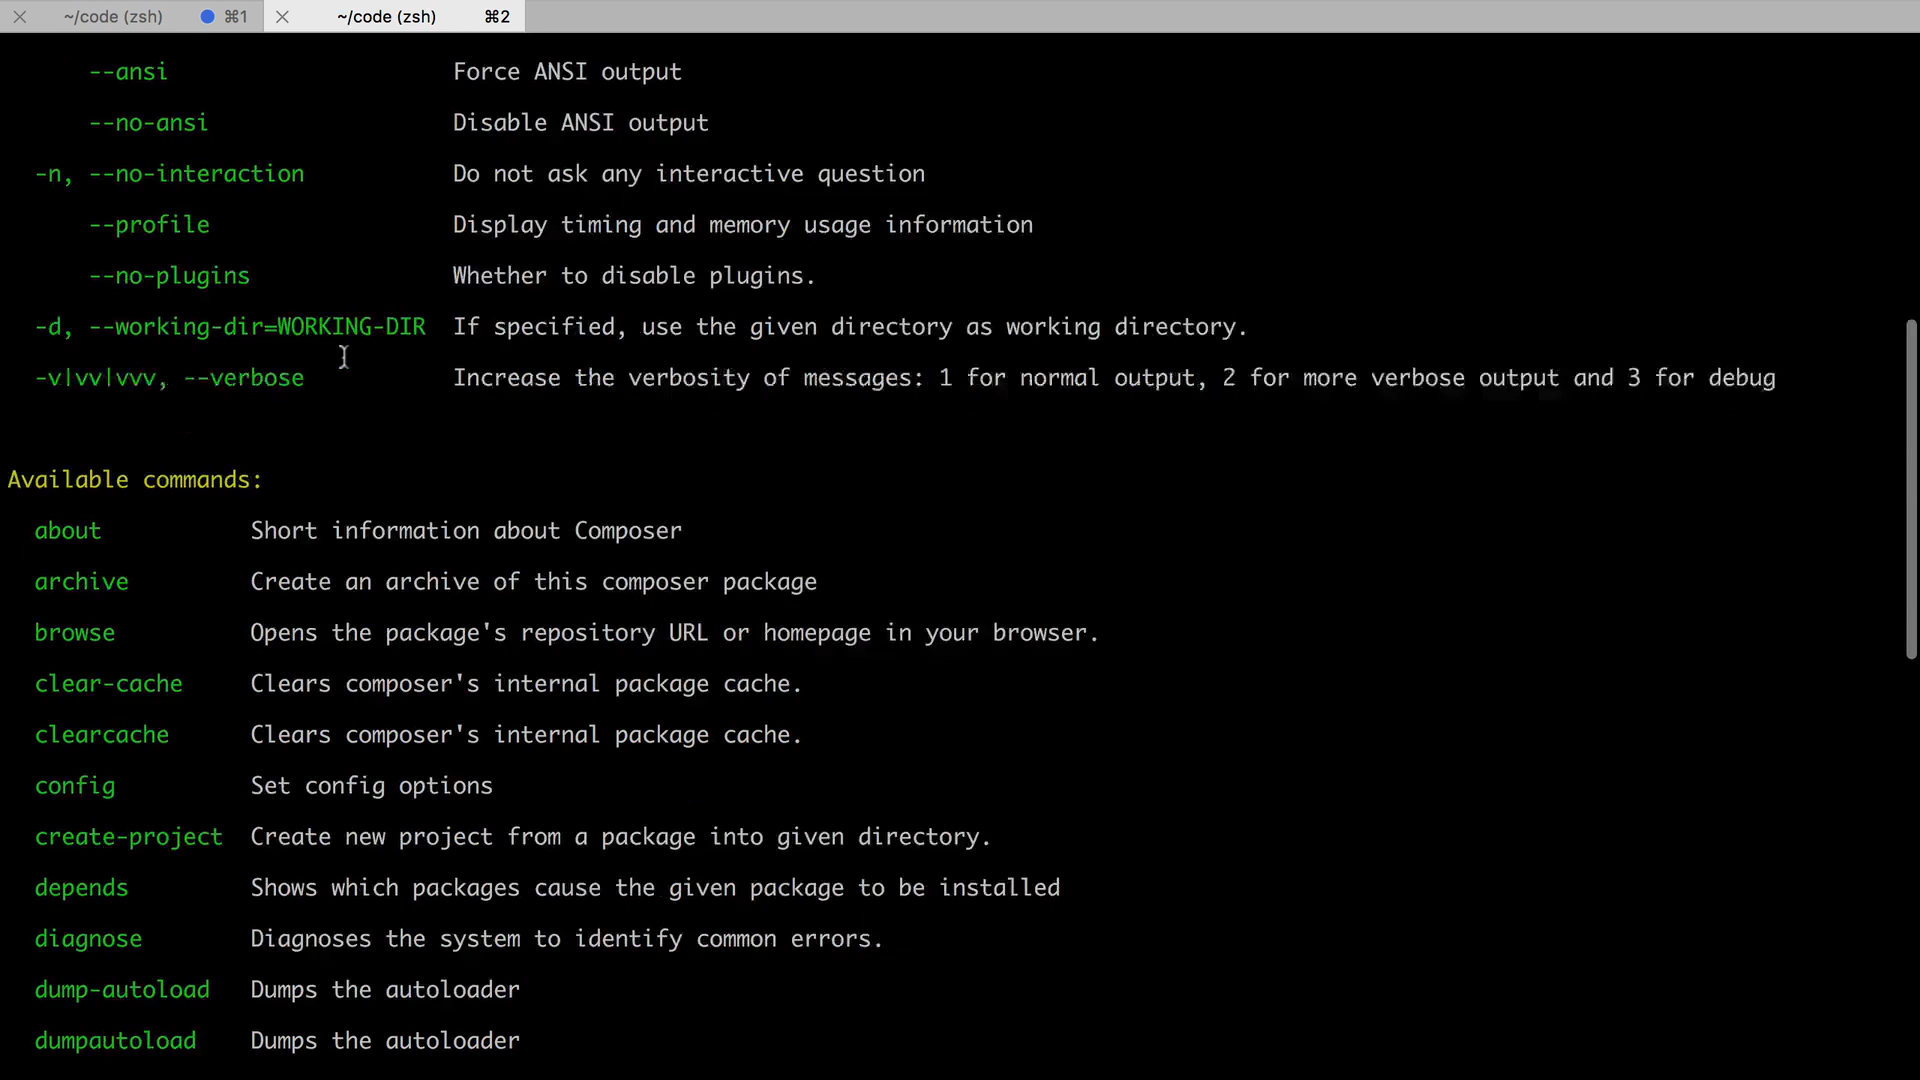 ~/code (zsh) ⌘1 ~/code (zsh) ⌘2
--ansi Force ANSI output
--no-ansi Disable ANSI output
-n, --no-interaction Do not ask any interactive question
--profile Display timing and memory usage information
--no-plugins Whether to disable plugins.
-d, --working-dir=WORKING-DIR If specified, use the given directory as working directory.
-v|vv|vvv, --verbose Increase the verbosity of messages: 1 for normal output, 2 for more verbose output and 3 for debug
Available commands:
about Short information about Composer
archive Create an archive of this composer package
browse Opens the package's repository URL or homepage in your browser.
clear-cache Clears composer's internal package cache.
clearcache Clears composer's internal package cache.
config Set config options
create-project Create new project from a package into given directory.
depends Shows which packages cause the given package to be installed
diagnose Diagnoses the system to identify common errors.
dump-autoload Dumps the autoloader
dumpautoload Dumps the autoloader